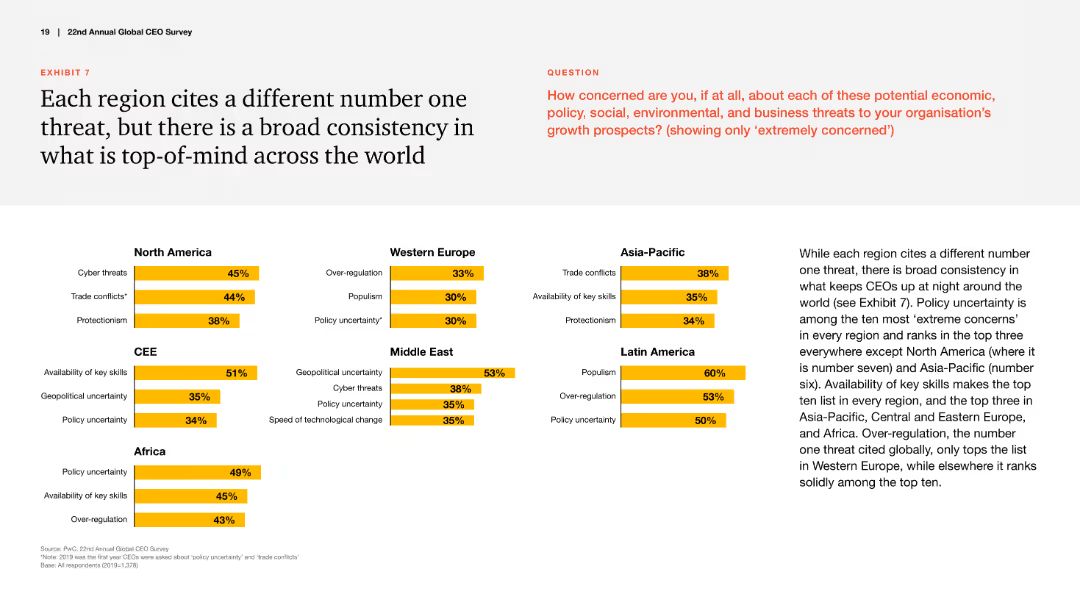 19 | 22nd Annual Global CEO Survey
EXHIBIT 7
Each region cites a different number one
threat, but there is a broad consistency in
what is top-of-mind across the world
QUESTION
How concerned are you, if at all, about each of these potential economic,
policy, social, environmental, and business threats to your organisation's
growth prospects? (showing only 'extremely concerned')
North America
Cyber threats 45%
Trade conflicts* 44%
Protectionism 38%
Western Europe
Over-regulation 33%
Populism 30%
Policy uncertainty* 30%
Asia-Pacific
Trade conflicts 38%
Availability of key skills 35%
Protectionism 34%
CEE
Availability of key skills 51%
Geopolitical uncertainty 35%
Policy uncertainty 34%
Middle East
Geopolitical uncertainty 53%
Cyber threats 38%
Policy uncertainty 35%
Speed of technological change 35%
Latin America
Populism 60%
Over-regulation 53%
Policy uncertainty 50%
Africa
Policy uncertainty 49%
Availability of key skills 45%
Over-regulation 43%
While each region cites a different number
one threat, there is broad consistency in
what keeps CEOs up at night around the
world (see Exhibit 7). Policy uncertainty is
among the ten most 'extreme concerns'
in every region and ranks in the top three
everywhere except North America (where it
is number seven) and Asia-Pacific (number
six). Availability of key skills makes the top
ten list in every region, and the top three in
Asia-Pacific, Central and Eastern Europe,
and Africa. Over-regulation, the number
one threat cited globally, only tops the list
in Western Europe, while elsewhere it ranks
solidly among the top ten.
Source: PwC, 22nd Annual Global CEO Survey
*Note: 2019 was the first year CEOs were asked about 'policy uncertainty' and 'trade conflicts'
Base: All respondents (2019=1,378)